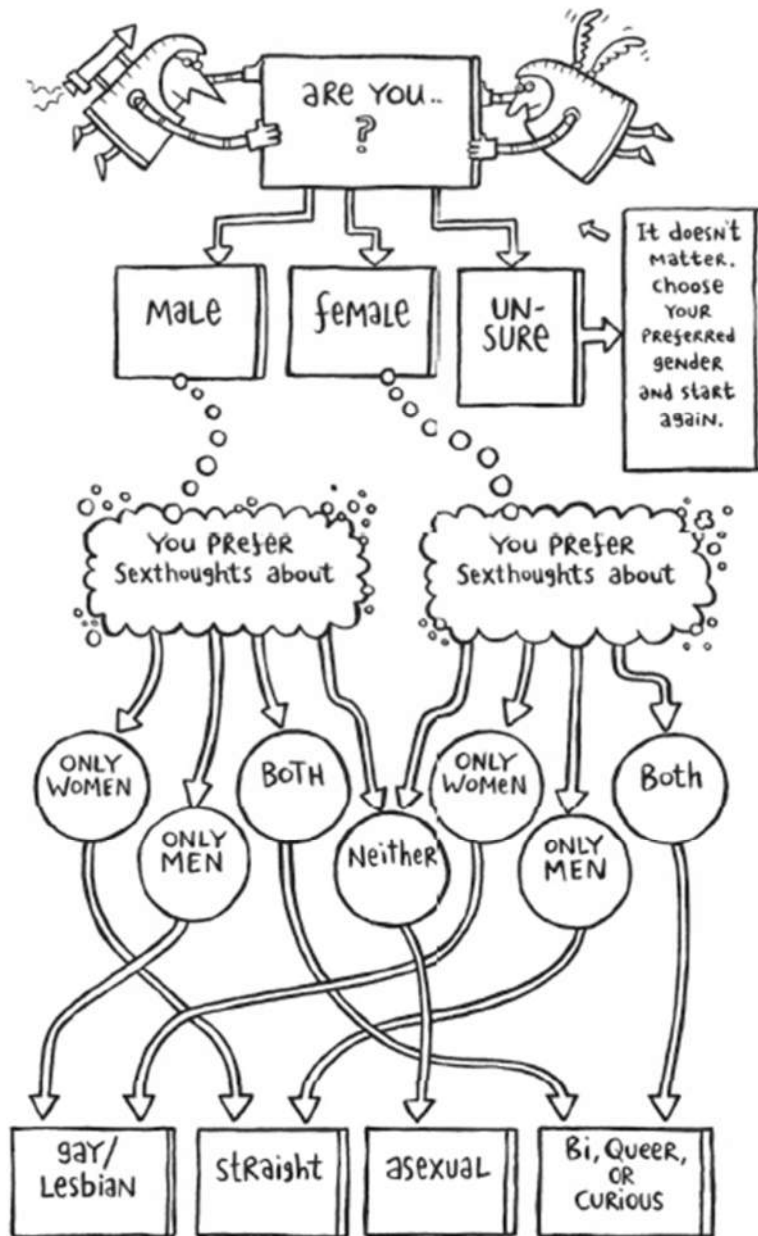 aRe YoU..
?
Male
female
UN-
SURE
It doesn't
matter.
choose
YOUR
PReferred
gender
and start
again.
You Prefer
Sexthoughts about
You Prefer
Sexthoughts about
ONLY
WOMEN
ONLY
MEN
BoTH
Neither
ONLY
WOMeN
ONLY
MEN
Both
gay/
Lesbian
stRaight
asexual
Bi, Queer,
OR
CURious